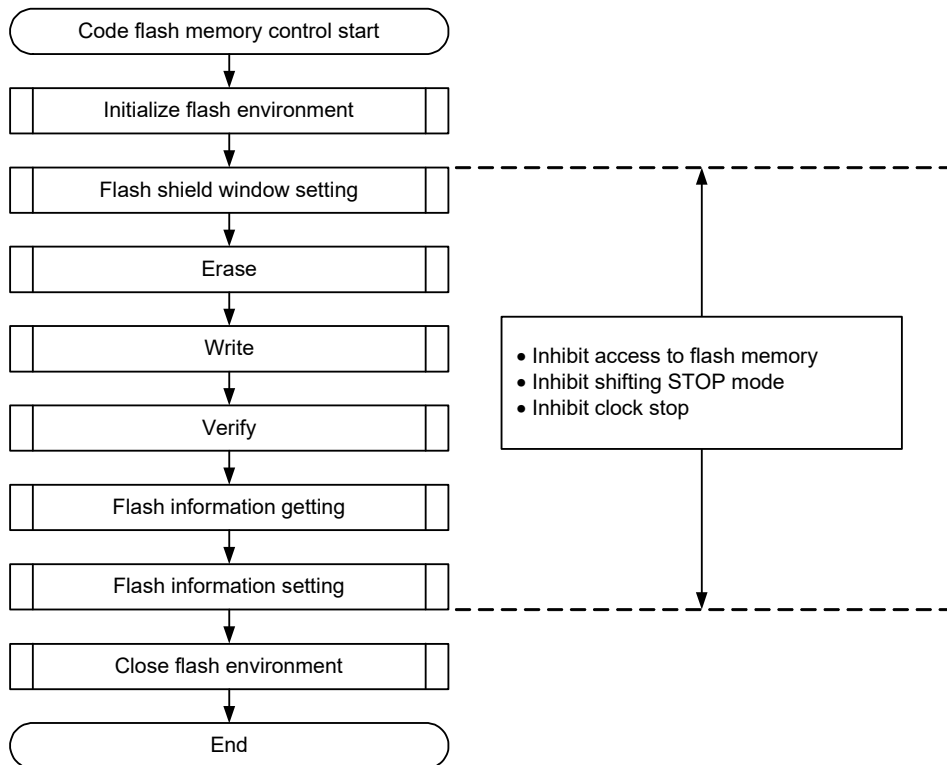 Code flash memory control start
Initialize flash environment
Flash shield window setting
Erase
Write
Verify
Flash information getting
Flash information setting
Close flash environment
End
• Inhibit access to flash memory
• Inhibit shifting STOP mode
• Inhibit clock stop